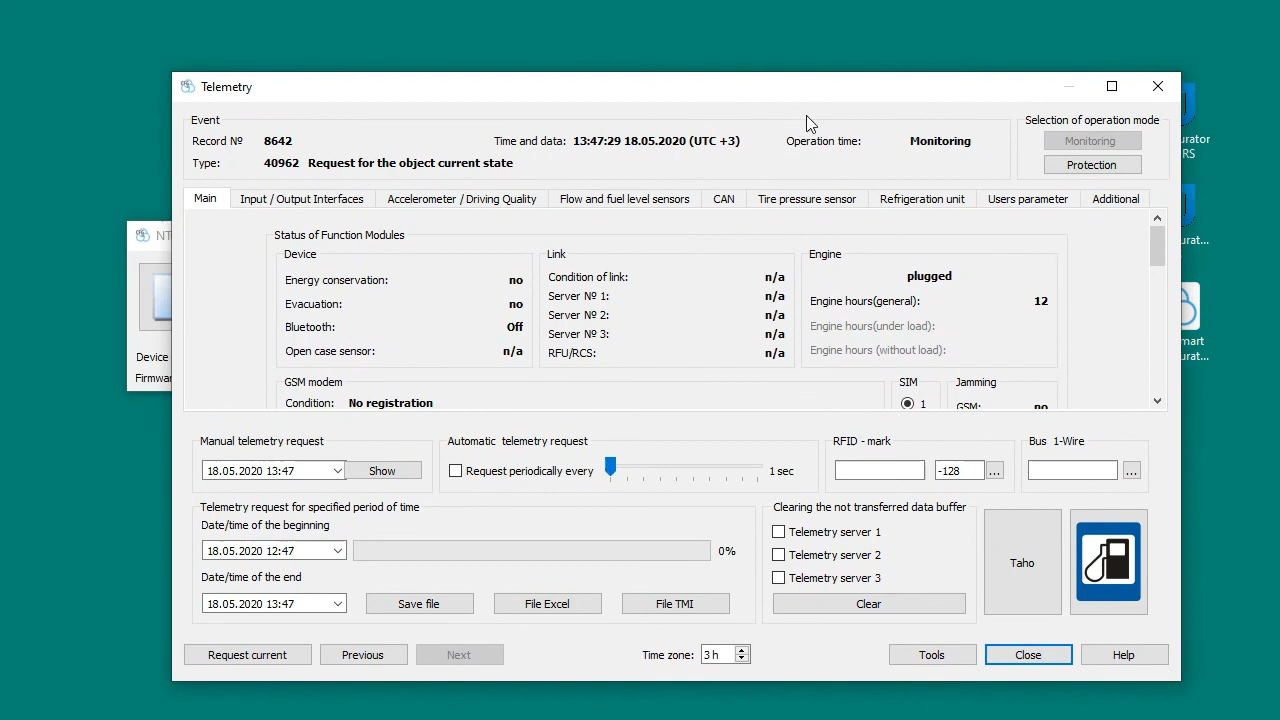 Telemetry
Event
Record №
8642
Time and data:
13:47:29 18.05.2020 (UTC +3)
Operation time:
Monitoring
Type:
40962 Request for the object current state
Selection of operation mode
Monitoring
Protection
Main
Input / Output Interfaces
Accelerometer / Driving Quality
Flow and fuel level sensors
CAN
Tire pressure sensor
Refrigeration unit
Users parameter
Additional
Status of Function Modules
Device
Energy conservation: no
Evacuation: no
Bluetooth: Off
Open case sensor: n/a
Link
Condition of link: n/a
Server № 1: n/a
Server № 2: n/a
Server № 3: n/a
RFU/RCS: n/a
Engine
plugged
Engine hours(general): 12
Engine hours(under load):
Engine hours (without load):
GSM modem
Condition: No registration
SIM
1
Jamming
GSM: no
Manual telemetry request
18.05.2020 13:47
Show
Automatic telemetry request
Request periodically every
1 sec
RFID - mark
-128
...
Bus 1-Wire
...
Telemetry request for specified period of time
Date/time of the beginning
18.05.2020 12:47
0%
Date/time of the end
18.05.2020 13:47
Save file
File Excel
File TMI
Clearing the not transferred data buffer
Telemetry server 1
Telemetry server 2
Telemetry server 3
Clear
Taho
Request current
Previous
Next
Time zone:
3 h
Tools
Close
Help
NT
Device
Firmwar
urator
RS
urat...
mart
urat...